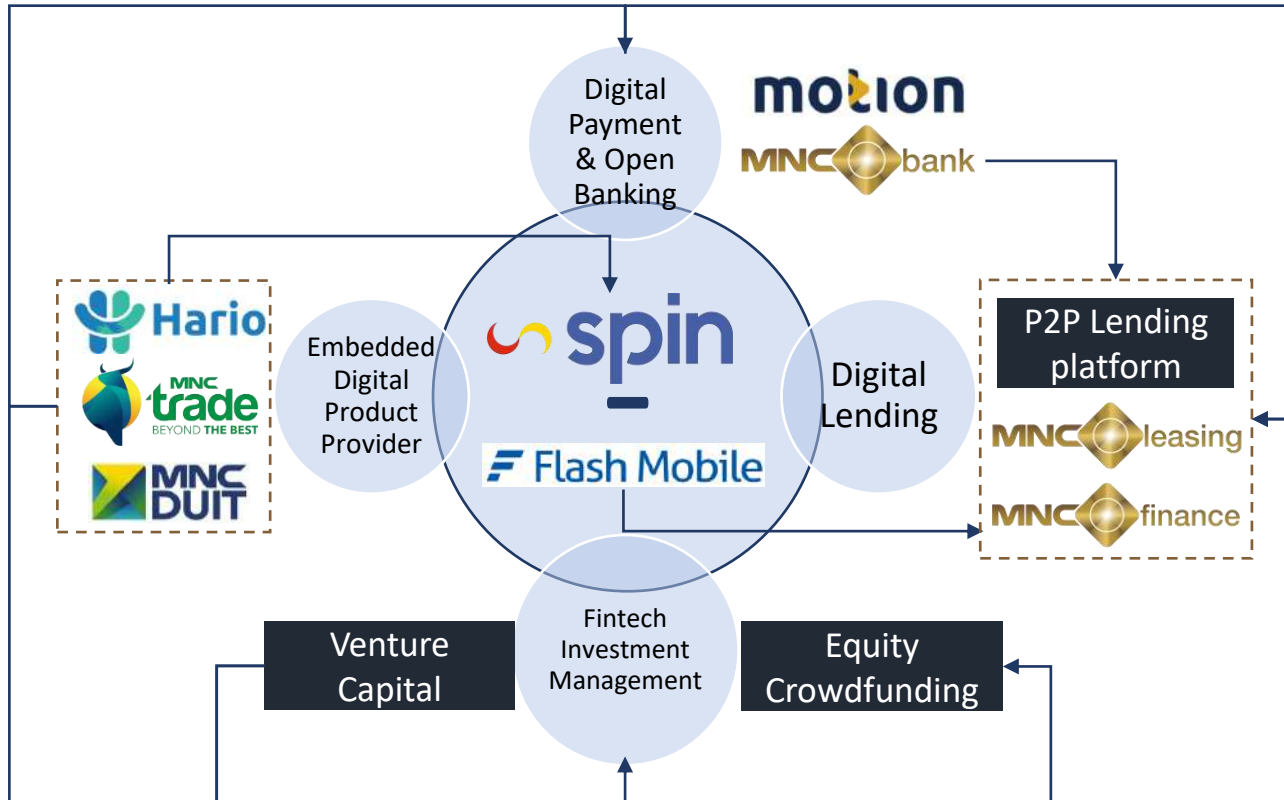 Digital
Payment
& Open
Banking
motion
MNC bank
Hario
MNC
trade
BEYOND THE BEST
MNC
DUIT
Embedded
Digital
Product
Provider
spin
Flash Mobile
Digital
Lending
P2P Lending
platform
MNC leasing
MNC finance
Venture
Capital
Fintech
Investment
Management
Equity
Crowdfunding